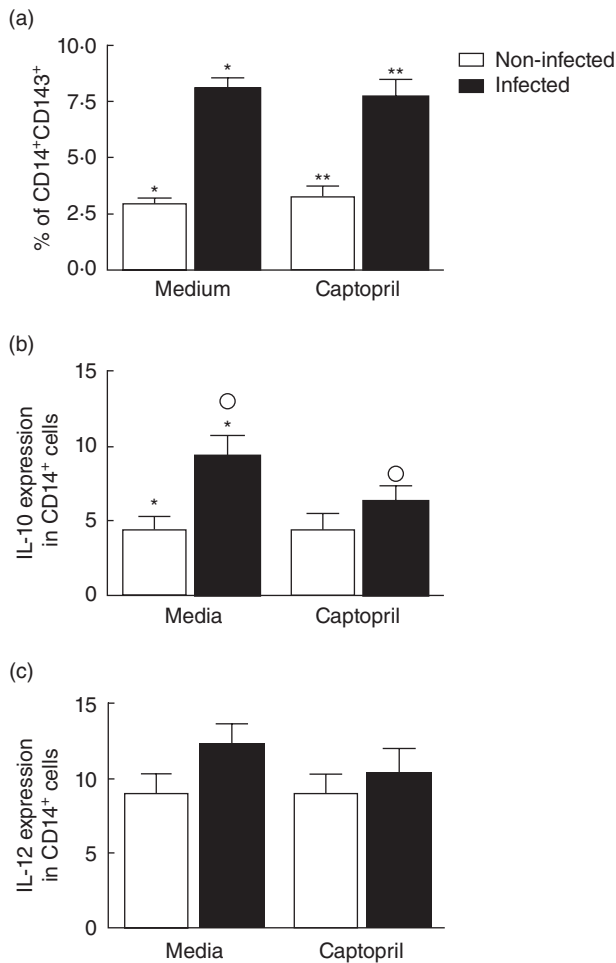 (a)
10·0
7·5
5·0
2·5
0·0
% of CD14⁺CD143⁺
*
*
**
**
Medium
Captopril
Non-infected
Infected
(b)
15
10
5
0
IL-10 expression
in CD14⁺ cells
*
*
Media
Captopril
(c)
15
10
5
0
IL-12 expression
in CD14⁺ cells
Media
Captopril